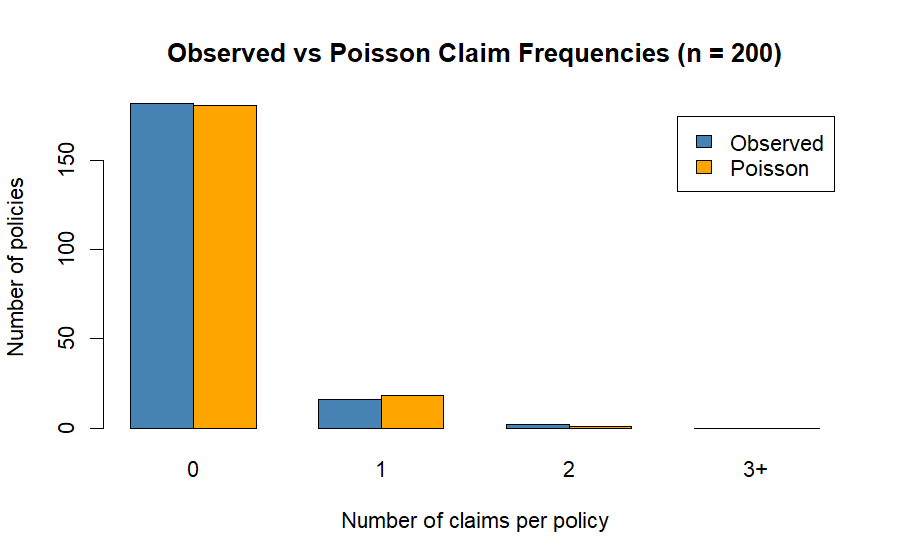 Observed vs Poisson Claim Frequencies (n = 200)
Observed
Poisson
Number of policies
150
100
50
0
0 1 2 3+
Number of claims per policy